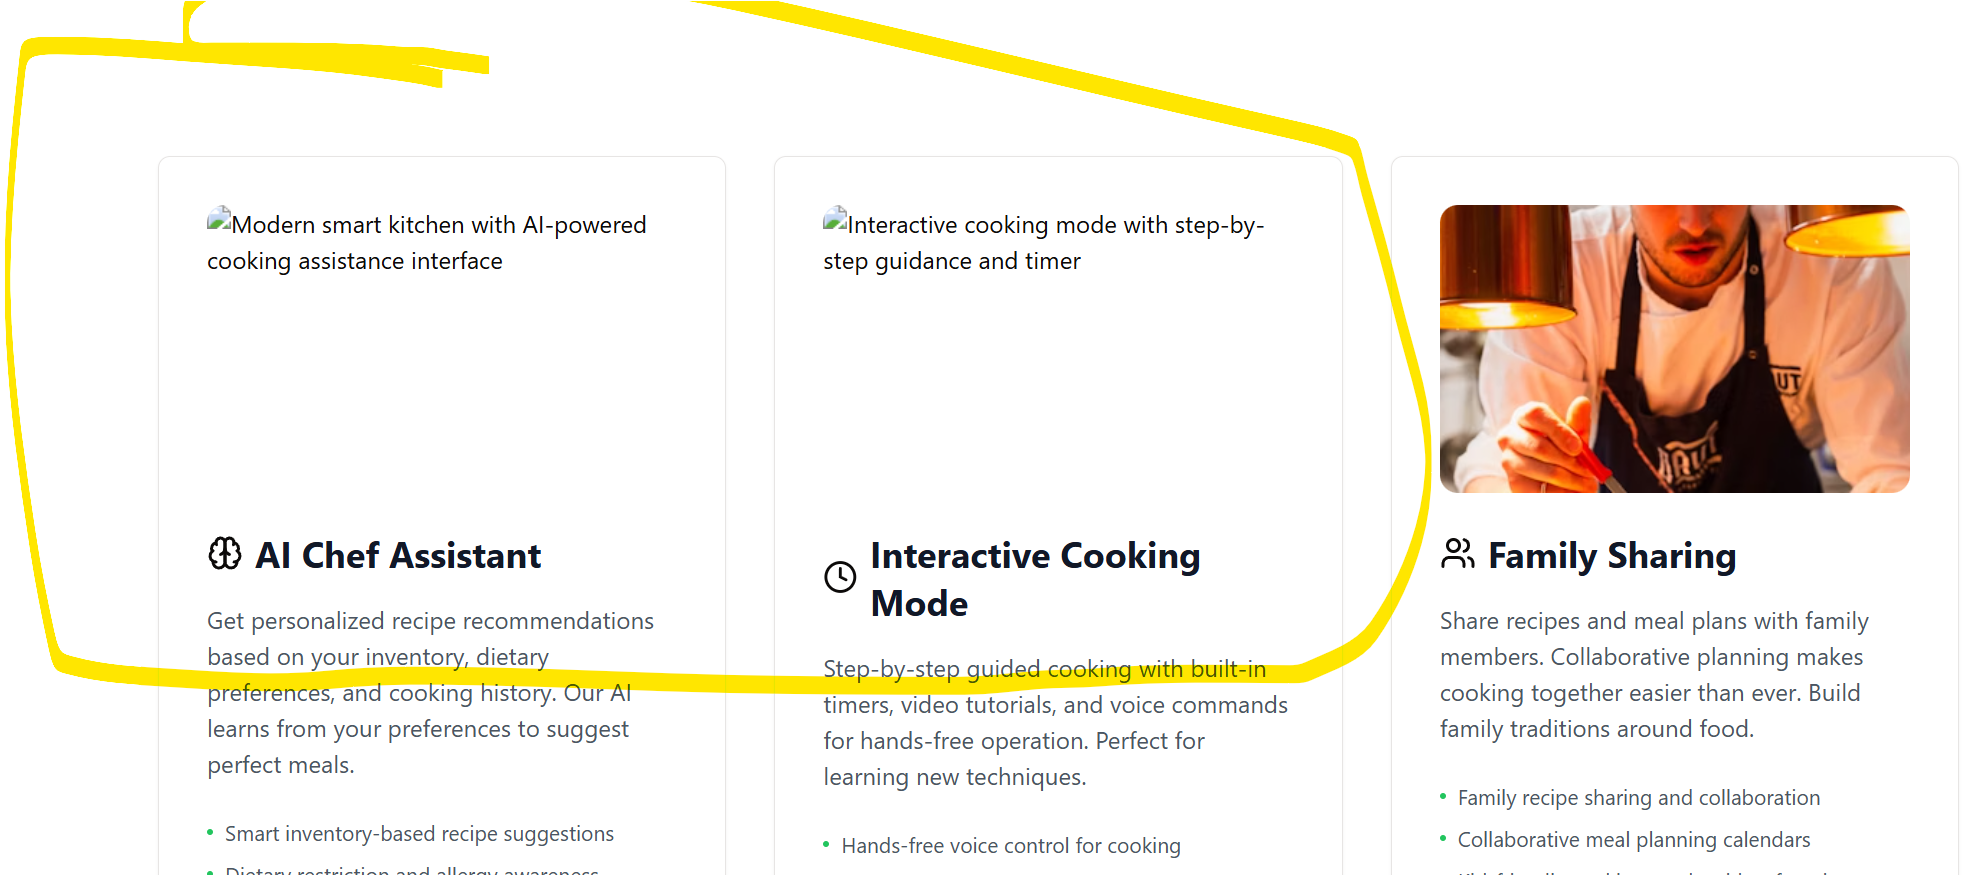 Modern smart kitchen with AI-powered
cooking assistance interface
AI Chef Assistant
Get personalized recipe recommendations
based on your inventory, dietary
preferences, and cooking history. Our AI
learns from your preferences to suggest
perfect meals.
• Smart inventory-based recipe suggestions
• Dietary restriction and allergy awareness
Interactive cooking mode with step-by-
step guidance and timer
Interactive Cooking
Mode
Step-by-step guided cooking with built-in
timers, video tutorials, and voice commands
for hands-free operation. Perfect for
learning new techniques.
• Hands-free voice control for cooking
Family Sharing
Share recipes and meal plans with family
members. Collaborative planning makes
cooking together easier than ever. Build
family traditions around food.
• Family recipe sharing and collaboration
• Collaborative meal planning calendars